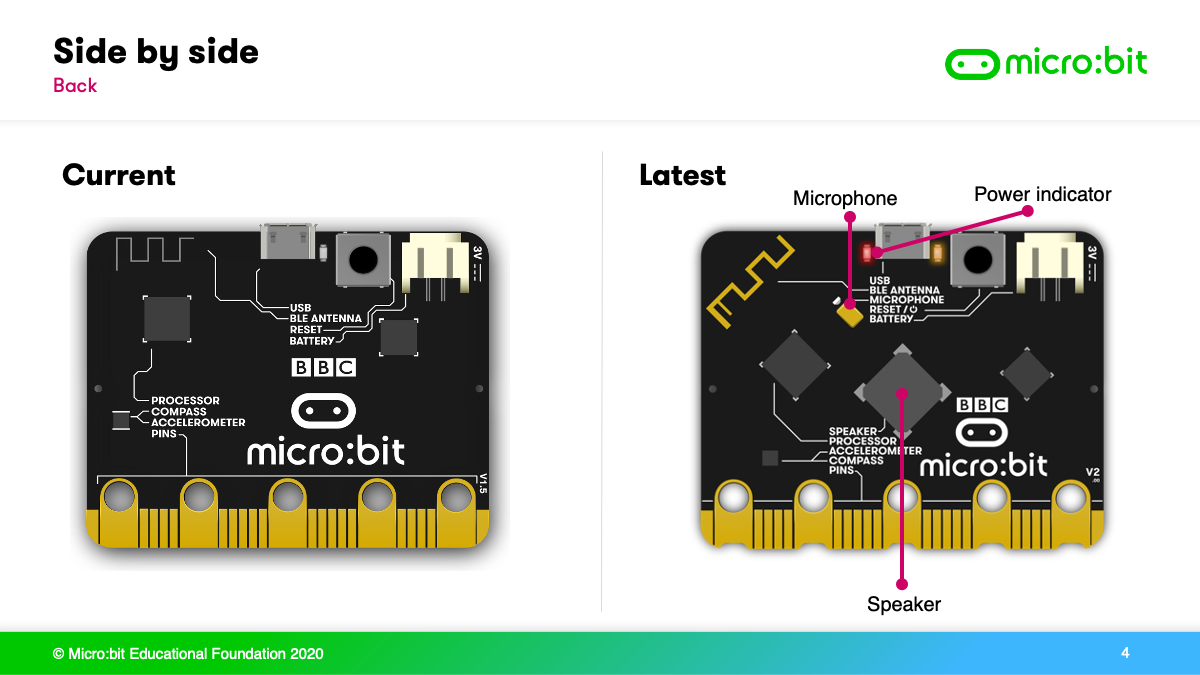 Side by side
Back
micro:bit
Current
3V
USB
BLE ANTENNA
RESET
BATTERY
BBC
PROCESSOR
COMPASS
ACCELEROMETER
PINS
micro:bit
V1.5
Latest
Microphone
Power indicator
3V
USB
BLE ANTENNA
MICROPHONE
RESET / ⏻
BATTERY
BBC
SPEAKER
PROCESSOR
ACCELEROMETER
COMPASS
PINS
micro:bit
V2
.00
Speaker
© Micro:bit Educational Foundation 2020
4